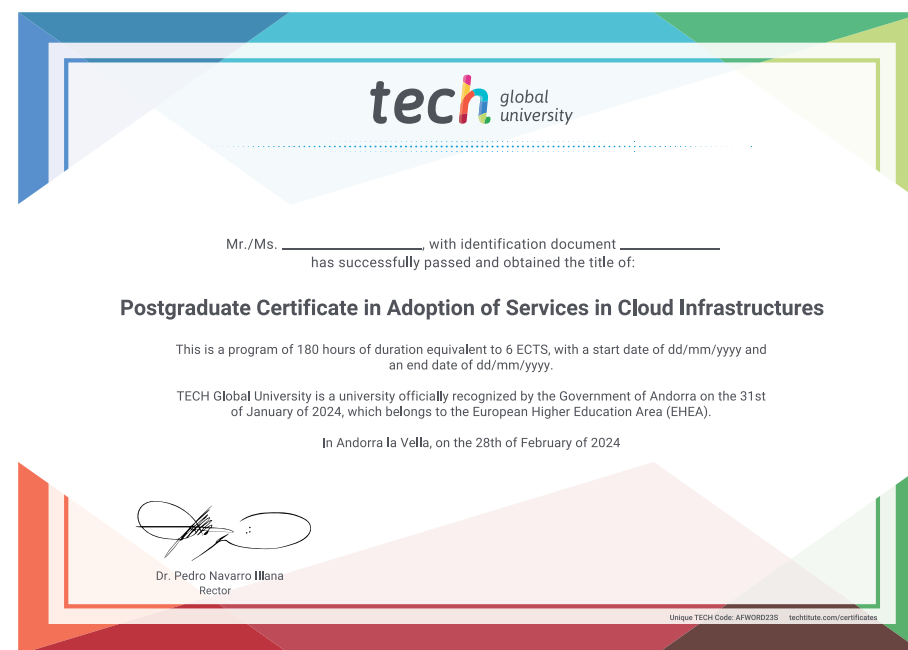 tech global university
Mr./Ms. ____________, with identification document ____________
has successfully passed and obtained the title of:
Postgraduate Certificate in Adoption of Services in Cloud Infrastructures
This is a program of 180 hours of duration equivalent to 6 ECTS, with a start date of dd/mm/yyyy and
an end date of dd/mm/yyyy.
TECH Global University is a university officially recognized by the Government of Andorra on the 31st
of January of 2024, which belongs to the European Higher Education Area (EHEA).
In Andorra la Vella, on the 28th of February of 2024
Dr. Pedro Navarro Illana
Rector
Unique TECH Code: AFWORD23S techtitute.com/certificates